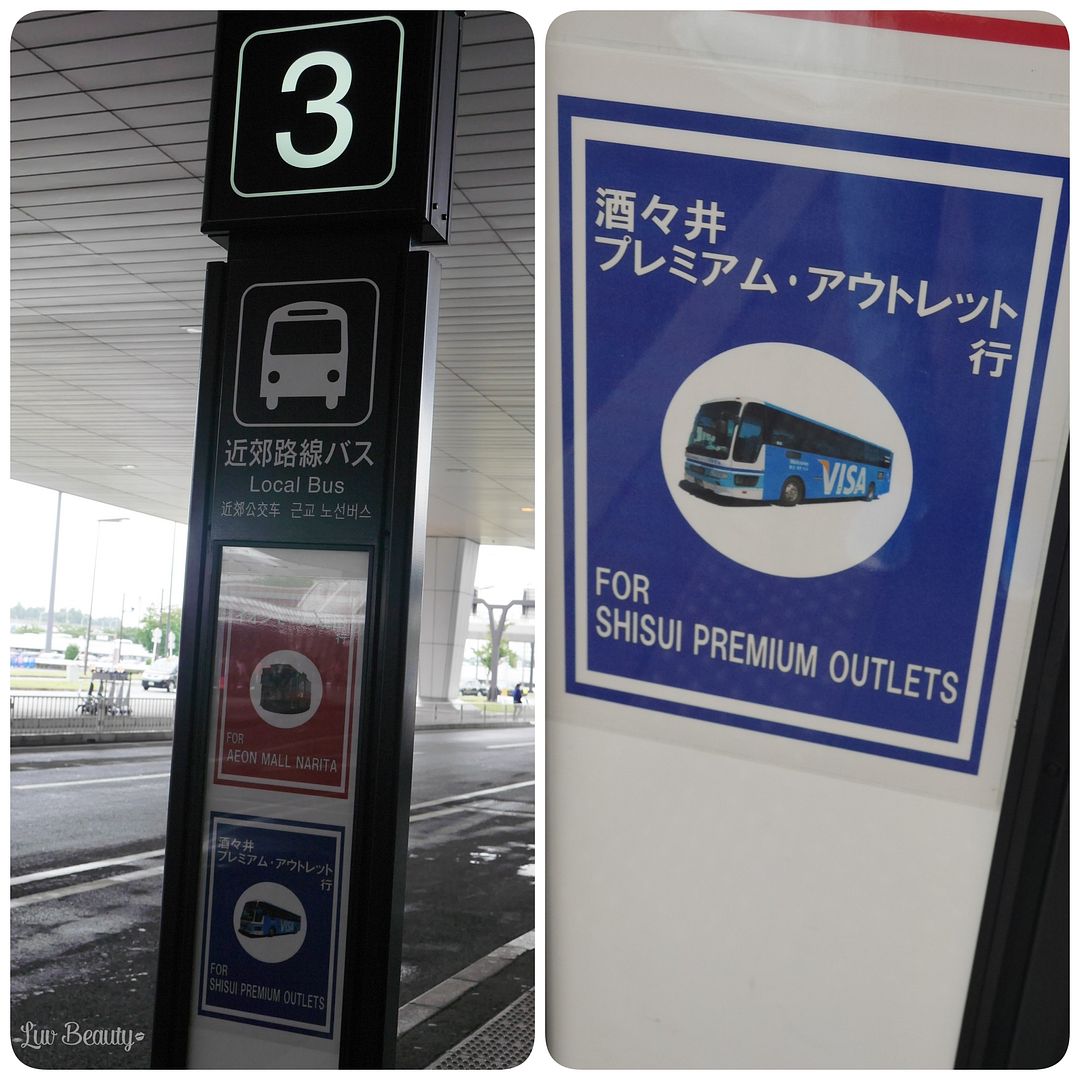 3
近郊路線バス
Local Bus
近郊公交车 근교 노선버스
FOR
AEON MALL NARITA
酒々井
プレミアム・アウトレット
行
VISA
FOR
SHISUI PREMIUM OUTLETS
Luv Beauty
酒々井
プレミアム・アウトレット
行
VISA
FOR
SHISUI PREMIUM OUTLETS